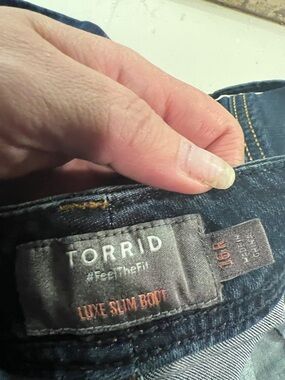 TORRID
#FeelTheFit
LUXE SLIM BOOT
16R